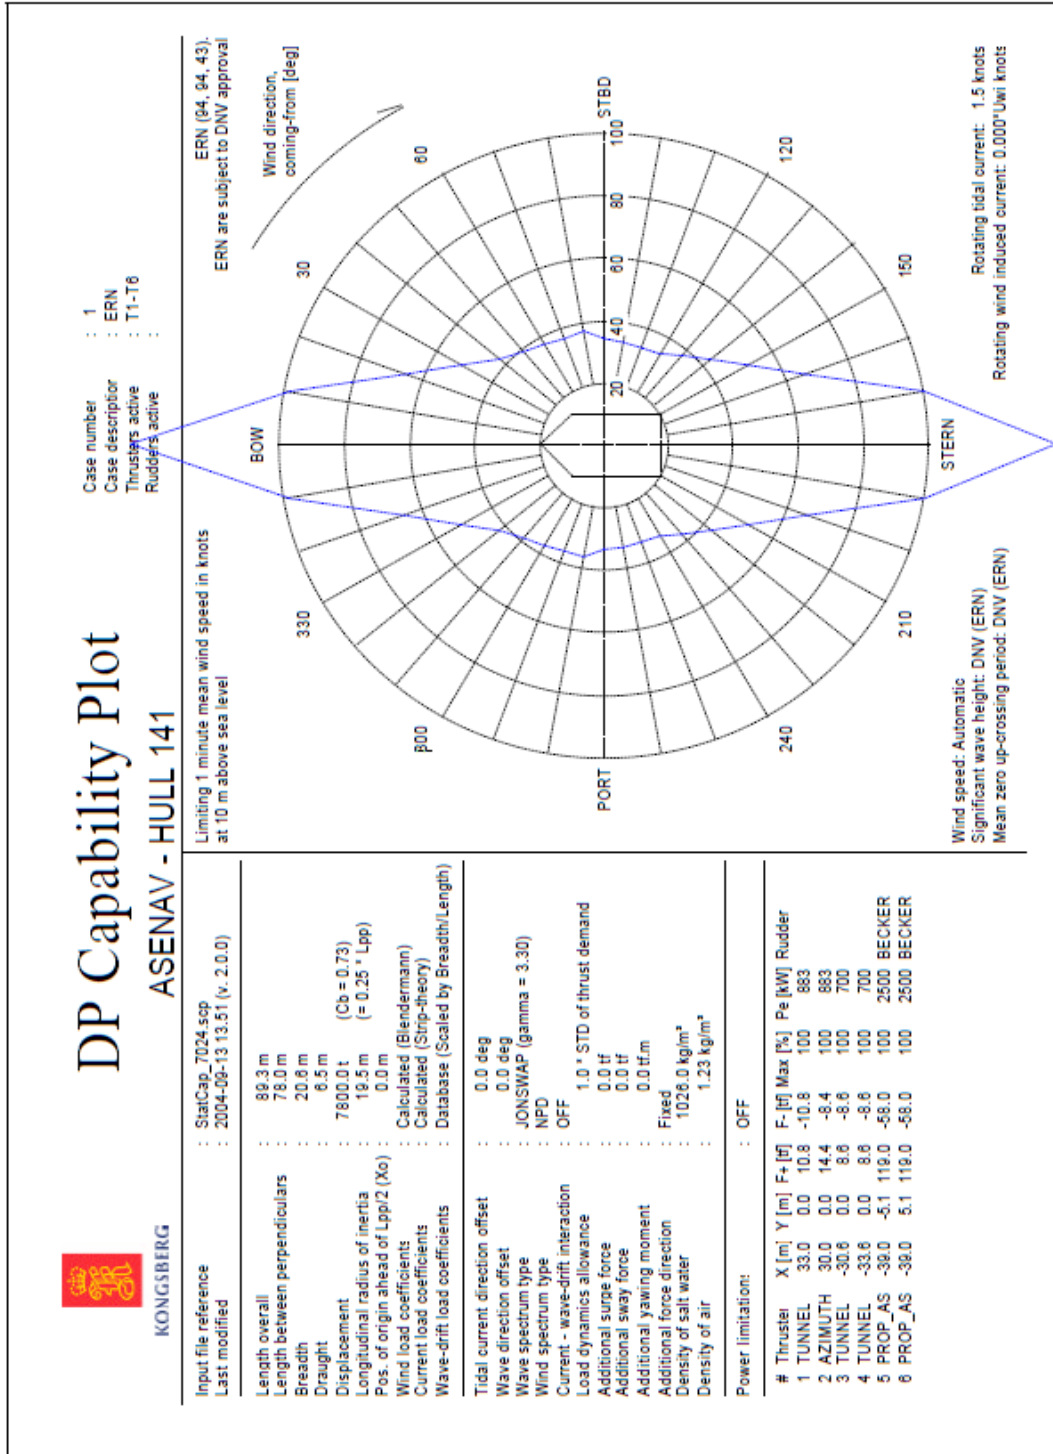 DP Capability Plot
ASENAV - HULL 141
KONGSBERG
Input file reference : StatCap_7024.scp
Last modified : 2004-09-13 13.51 (v. 2.0.0)
Length overall : 89.3 m
Length between perpendiculars : 78.0 m
Breadth : 20.6 m
Draught : 6.5 m
Displacement : 7800.0 t (Cb = 0.73)
Longitudinal radius of inertia : 19.5 m (= 0.25 * Lpp)
Pos. of origin ahead of Lpp/2 (Xo) : 0.0 m
Wind load coefficients : Calculated (Blendermann)
Current load coefficients : Calculated (Strip-theory)
Wave-drift load coefficients : Database (Scaled by Breadth/Length)
Tidal current direction offset : 0.0 deg
Wave direction offset : 0.0 deg
Wave spectrum type : JONSWAP (gamma = 3.30)
Wind spectrum type : NPD
Current - wave-drift interaction : OFF
Load dynamics allowance : 1.0 * STD of thrust demand
Additional surge force : 0.0 tf
Additional sway force : 0.0 tf
Additional yawing moment : 0.0 tf.m
Additional force direction : Fixed
Density of salt water : 1026.0 kg/m³
Density of air : 1.23 kg/m³
Power limitation: : OFF
# Thruster X [m] Y [m] F+ [tf] F- [tf] Max [%] Pe [kW] Rudder
1 TUNNEL 33.0 0.0 10.8 -10.8 100 883
2 AZIMUTH 30.0 0.0 14.4 -8.4 100 883
3 TUNNEL -30.6 0.0 8.6 -8.6 100 700
4 TUNNEL -33.6 0.0 8.6 -8.6 100 700
5 PROP_AS -39.0 -5.1 119.0 -58.0 100 2500 BECKER
6 PROP_AS -39.0 5.1 119.0 -58.0 100 2500 BECKER
Case number : 1
Case description : ERN
Thrusters active : T1-T6
Rudders active :
Limiting 1 minute mean wind speed in knots
at 10 m above sea level
ERN (94, 94, 43).
ERN are subject to DNV approval
Wind direction,
coming-from [deg]
BOW
330
30
300
60
PORT
20
40
60
80
100
STBD
240
120
210
150
STERN
Wind speed: Automatic
Significant wave height: DNV (ERN)
Mean zero up-crossing period: DNV (ERN)
Rotating tidal current: 1.5 knots
Rotating wind induced current: 0.000*Uwi knots